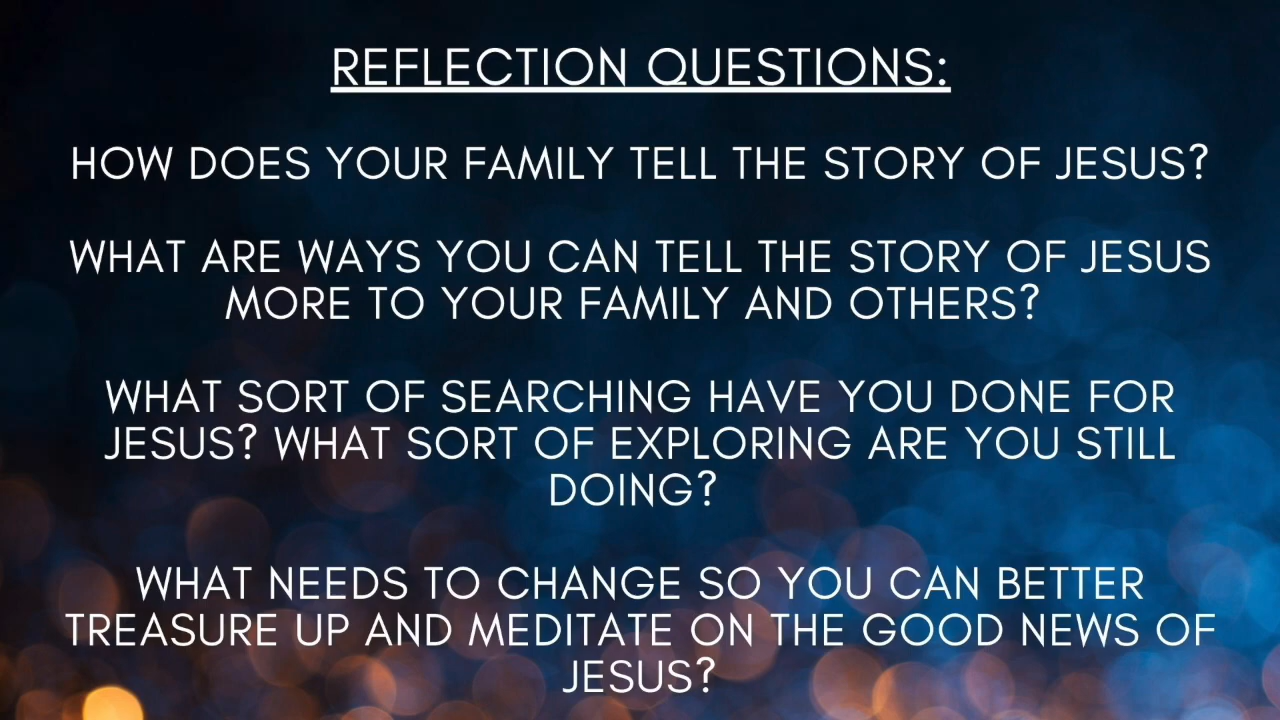 REFLECTION QUESTIONS:
HOW DOES YOUR FAMILY TELL THE STORY OF JESUS?
WHAT ARE WAYS YOU CAN TELL THE STORY OF JESUS
MORE TO YOUR FAMILY AND OTHERS?
WHAT SORT OF SEARCHING HAVE YOU DONE FOR
JESUS? WHAT SORT OF EXPLORING ARE YOU STILL
DOING?
WHAT NEEDS TO CHANGE SO YOU CAN BETTER
TREASURE UP AND MEDITATE ON THE GOOD NEWS OF
JESUS?